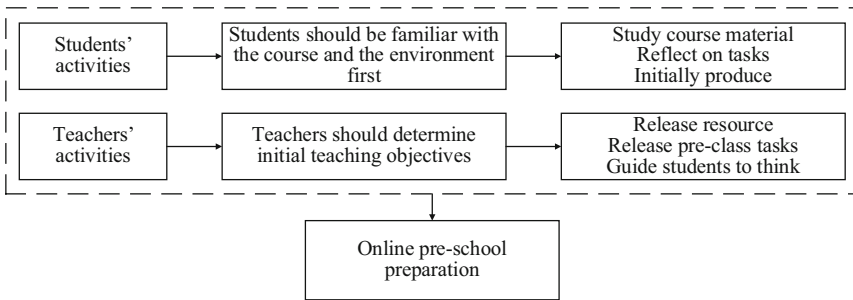 Students'
activities
Students should be familiar with
the course and the environment
first
Study course material
Reflect on tasks
Initially produce
Teachers'
activities
Teachers should determine
initial teaching objectives
Release resource
Release pre-class tasks
Guide students to think
Online pre-school
preparation